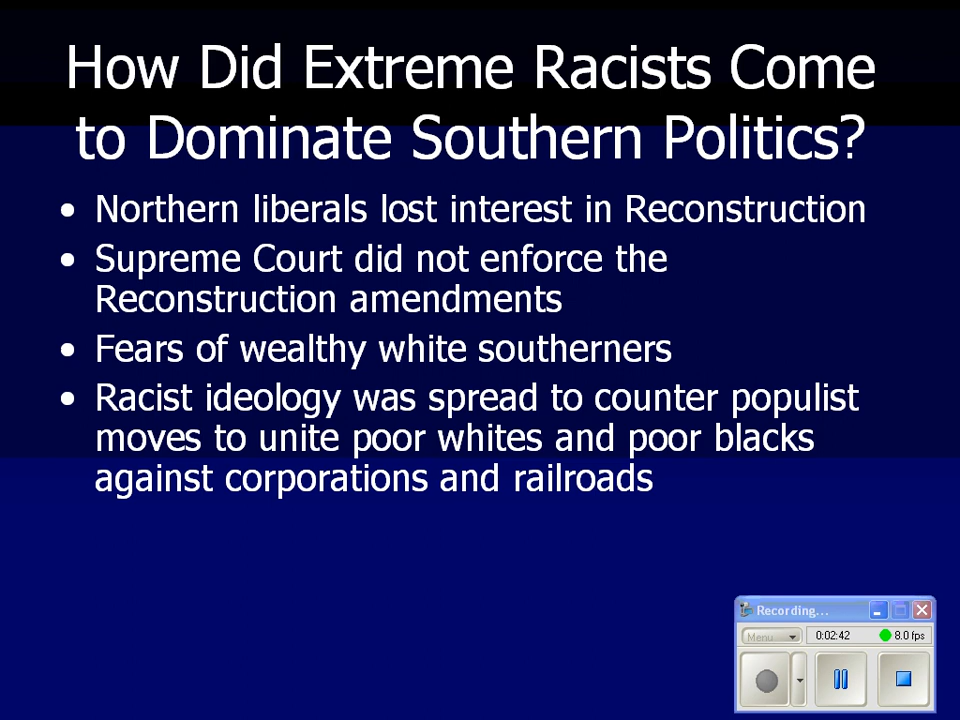 How Did Extreme Racists Come
to Dominate Southern Politics?
• Northern liberals lost interest in Reconstruction
• Supreme Court did not enforce the
Reconstruction amendments
• Fears of wealthy white southerners
• Racist ideology was spread to counter populist
moves to unite poor whites and poor blacks
against corporations and railroads
Recording...
Menu 0:02:42 8.0 fps